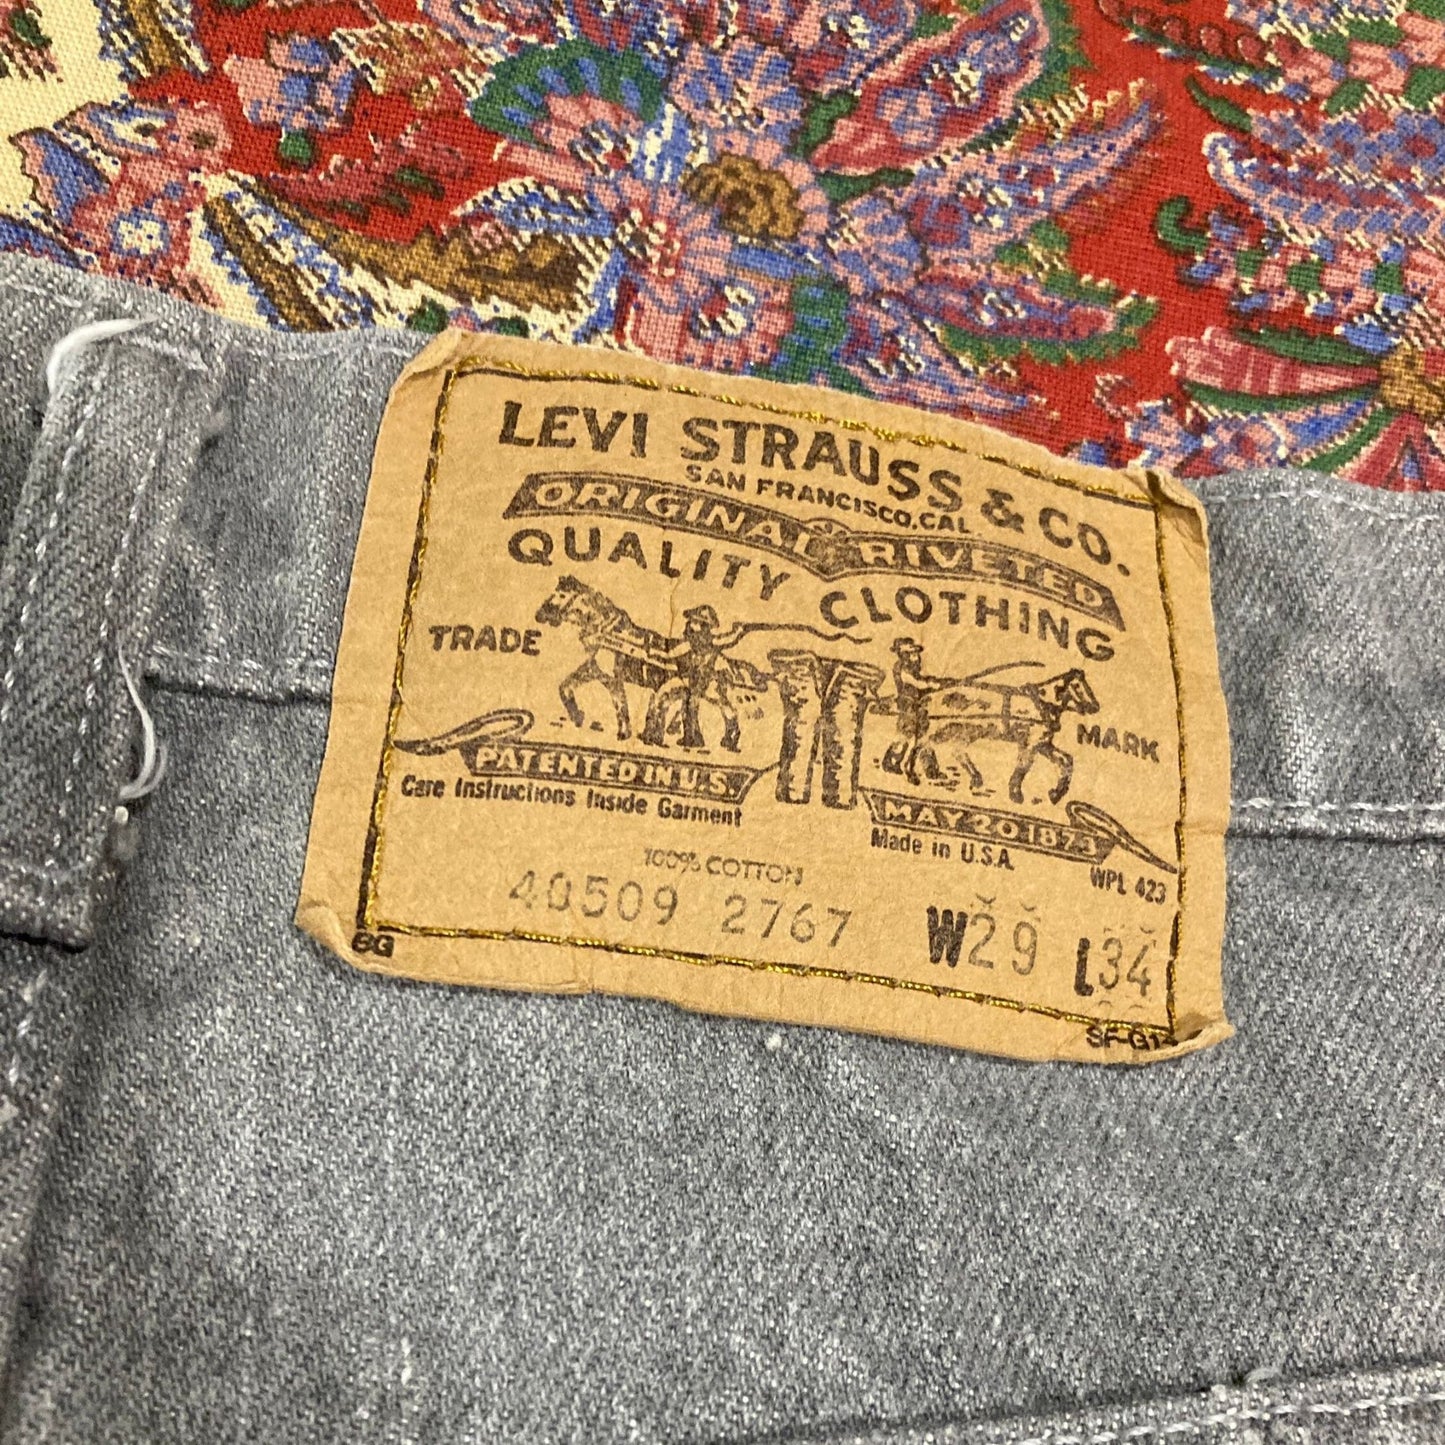 LEVI STRAUSS & CO.
SAN FRANCISCO, CAL.
ORIGINAL RIVETED
QUALITY CLOTHING
TRADE MARK
PATENTED IN U.S. MAY 20 1873
Care Instructions Inside Garment Made in U.S.A.
WPL 423
100% COTTON
40509 2767 W29 L34
SF-G14